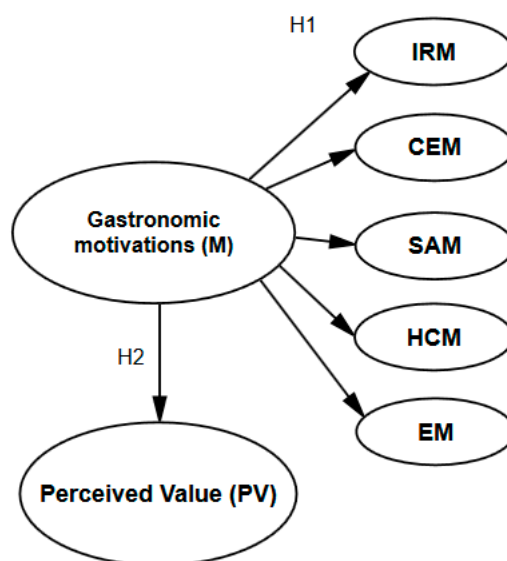 H1
IRM
CEM
Gastronomic
motivations (M)
SAM
HCM
H2
EM
Perceived Value (PV)